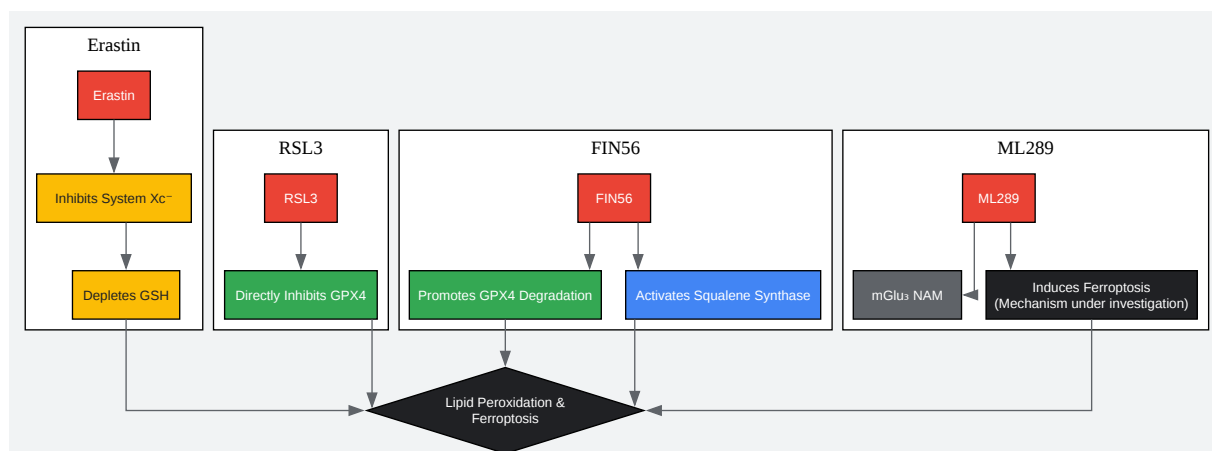 Erastin
Erastin
Inhibits System Xc⁻
Depletes GSH
RSL3
RSL3
Directly Inhibits GPX4
FIN56
FIN56
Promotes GPX4 Degradation
Activates Squalene Synthase
ML289
ML289
mGlu₃ NAM
Induces Ferroptosis
(Mechanism under investigation)
Lipid Peroxidation &
Ferroptosis